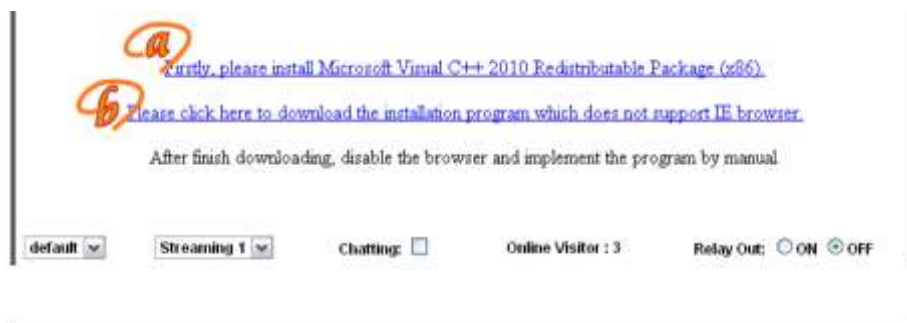 a
Firstly, please install Microsoft Visual C++ 2010 Redistributable Package (x86).
b
Please click here to download the installation program which does not support IE browser.
After finish downloading, disable the browser and implement the program by manual
default Streaming 1 Chatting: Online Visitor : 3 Relay Out: ON OFF